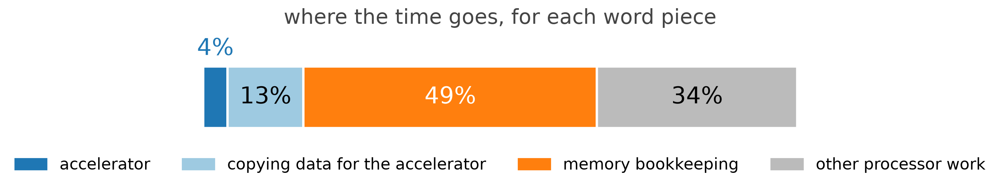 where the time goes, for each word piece
4%
13% 49% 34%
accelerator copying data for the accelerator memory bookkeeping other processor work